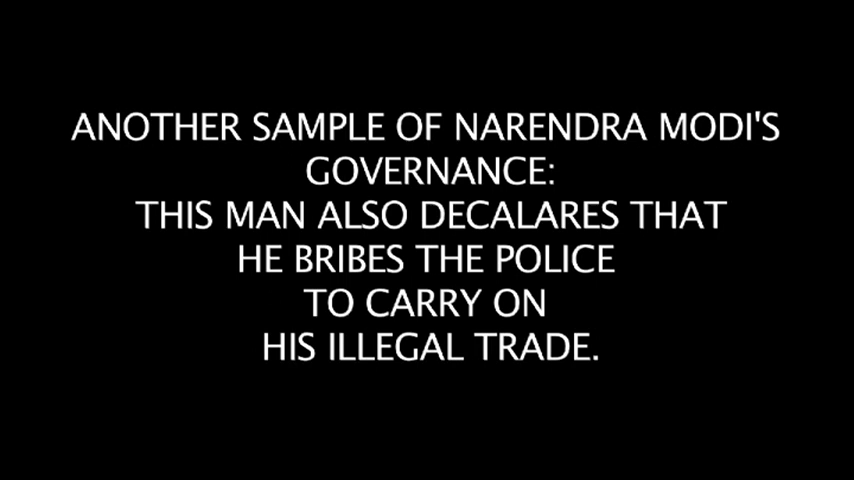 ANOTHER SAMPLE OF NARENDRA MODI'S
GOVERNANCE:
THIS MAN ALSO DECALARES THAT
HE BRIBES THE POLICE
TO CARRY ON
HIS ILLEGAL TRADE.